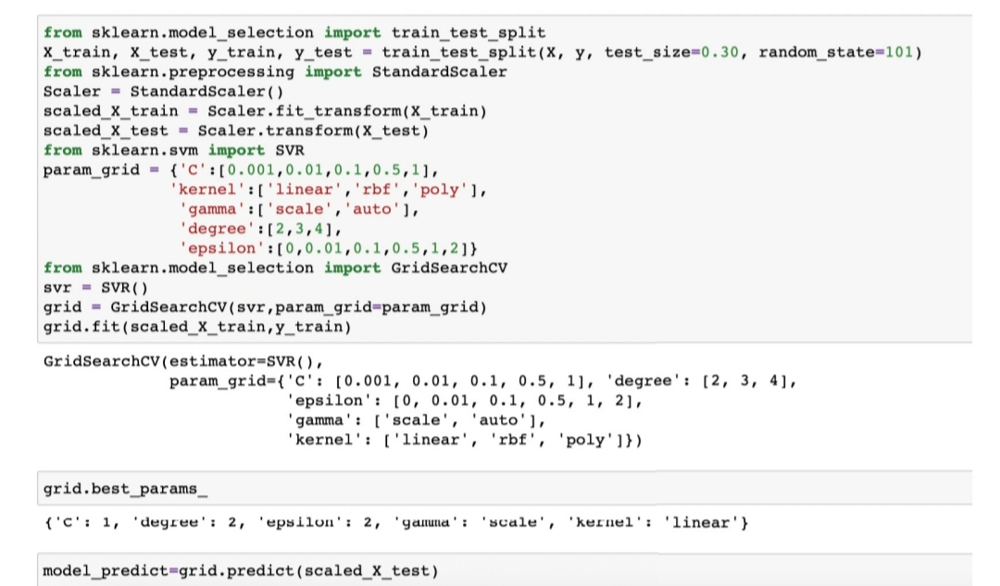 from sklearn.model_selection import train_test_split
X_train, X_test, y_train, y_test = train_test_split(X, y, test_size=0.30, random_state=101)
from sklearn.preprocessing import StandardScaler
Scaler = StandardScaler()
scaled_X_train = Scaler.fit_transform(X_train)
scaled_X_test = Scaler.transform(X_test)
from sklearn.svm import SVR
param_grid = {'C':[0.001,0.01,0.1,0.5,1],
'kernel':['linear','rbf','poly'],
'gamma':['scale','auto'],
'degree':[2,3,4],
'epsilon':[0,0.01,0.1,0.5,1,2]}
from sklearn.model_selection import GridSearchCV
svr = SVR()
grid = GridSearchCV(svr,param_grid=param_grid)
grid.fit(scaled_X_train,y_train)
GridSearchCV(estimator=SVR(),
param_grid={'C': [0.001, 0.01, 0.1, 0.5, 1], 'degree': [2, 3, 4],
'epsilon': [0, 0.01, 0.1, 0.5, 1, 2],
'gamma': ['scale', 'auto'],
'kernel': ['linear', 'rbf', 'poly']})
grid.best_params_
{'C': 1, 'degree': 2, 'epsilon': 2, 'gamma': 'scale', 'kernel': 'linear'}
model_predict=grid.predict(scaled_X_test)